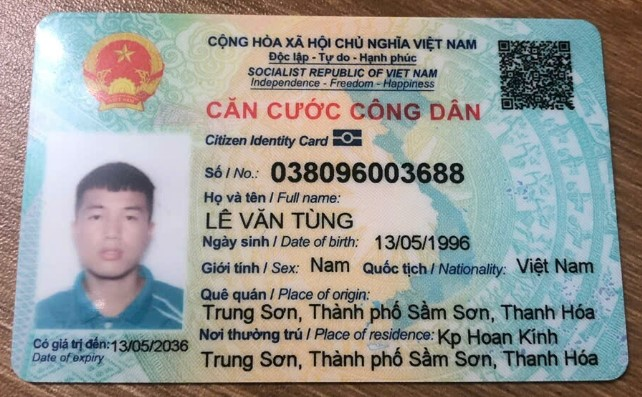 CỘNG HÒA XÃ HỘI CHỦ NGHĨA VIỆT NAM
Độc lập - Tự do - Hạnh phúc
SOCIALIST REPUBLIC OF VIET NAM
Independence - Freedom - Happiness
CĂN CƯỚC CÔNG DÂN
Citizen Identity Card
Số / No.: 038096003688
Họ và tên / Full name:
LÊ VĂN TÙNG
Ngày sinh / Date of birth: 13/05/1996
Giới tính / Sex: Nam Quốc tịch / Nationality: Việt Nam
Quê quán / Place of origin:
Trung Sơn, Thành phố Sầm Sơn, Thanh Hóa
Nơi thường trú / Place of residence: Kp Hoan Kính
Trung Sơn, Thành phố Sầm Sơn, Thanh Hóa
Có giá trị đến: 13/05/2036
Date of expiry